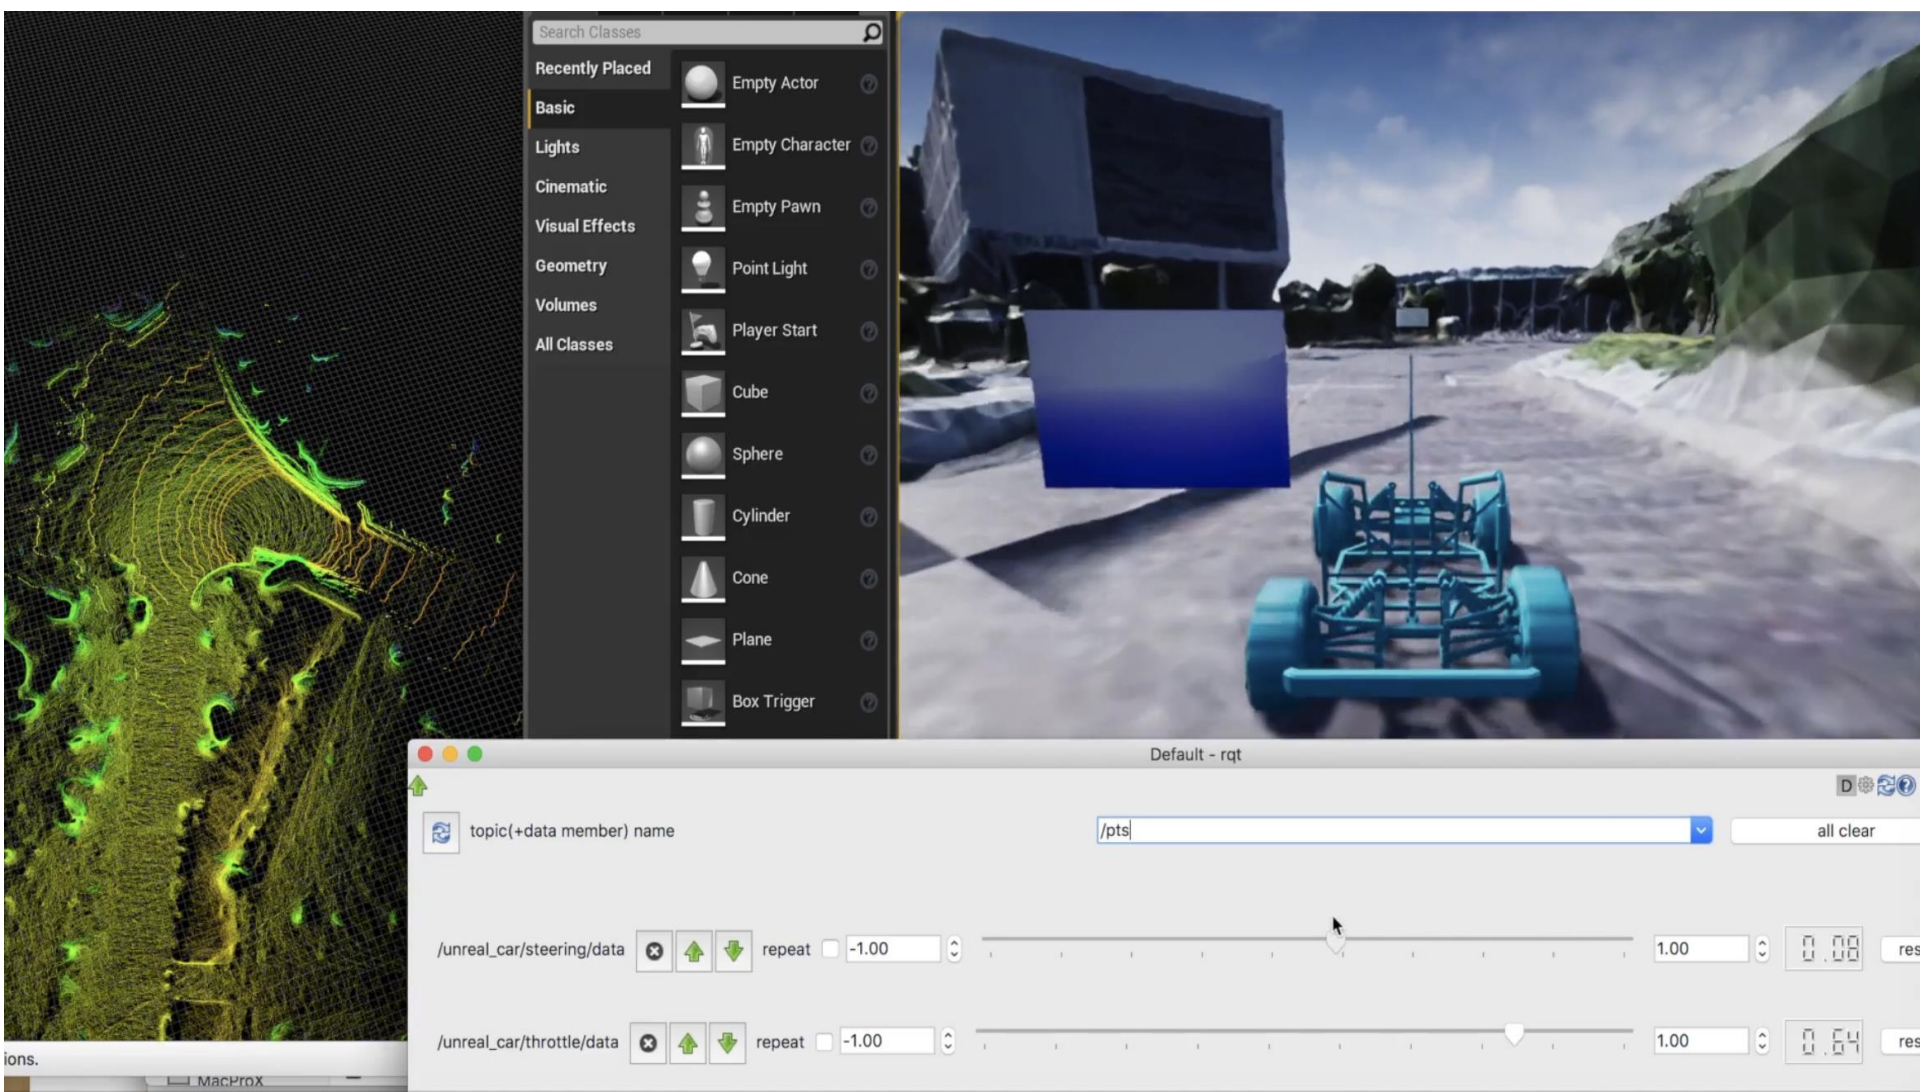 Search Classes
Recently Placed
Basic
Lights
Cinematic
Visual Effects
Geometry
Volumes
All Classes
Empty Actor
Empty Character
Empty Pawn
Point Light
Player Start
Cube
Sphere
Cylinder
Cone
Plane
Box Trigger
Default - rqt
D
topic(+data member) name
/pts
all clear
/unreal_car/steering/data
repeat
-1.00
1.00
0.08
res
/unreal_car/throttle/data
repeat
-1.00
1.00
0.64
res
ions.
MacProX